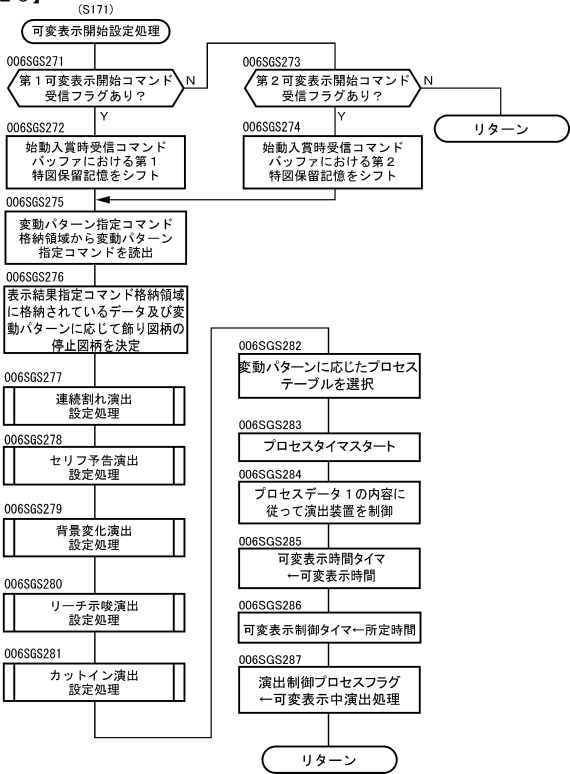 (S171)
可変表示開始設定処理
006SGS271
第1可変表示開始コマンド
受信フラグあり?
N
Y
006SGS272
始動入賞時受信コマンド
バッファにおける第1
特図保留記憶をシフト
006SGS273
第2可変表示開始コマンド
受信フラグあり?
N
Y
リターン
006SGS274
始動入賞時受信コマンド
バッファにおける第2
特図保留記憶をシフト
006SGS275
変動パターン指定コマンド
格納領域から変動パターン
指定コマンドを読出
006SGS276
表示結果指定コマンド格納領域
に格納されているデータ及び変
動パターンに応じて飾り図柄の
停止図柄を決定
006SGS277
連続割れ演出
設定処理
006SGS278
セリフ予告演出
設定処理
006SGS279
背景変化演出
設定処理
006SGS280
リーチ示唆演出
設定処理
006SGS281
カットイン演出
設定処理
006SGS282
変動パターンに応じたプロセス
テーブルを選択
006SGS283
プロセスタイマスタート
006SGS284
プロセスデータ1の内容に
従って演出装置を制御
006SGS285
可変表示時間タイマ
←可変表示時間
006SGS286
可変表示制御タイマ←所定時間
006SGS287
演出制御プロセスフラグ
←可変表示中演出処理
リターン